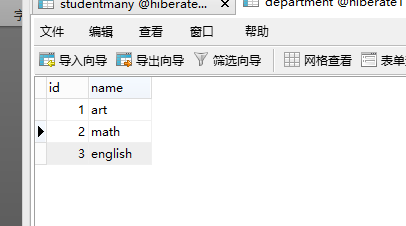 studentmany @hiberate...
department @hiberateT
文件 编辑 查看 窗口 帮助
导入向导 导出向导 筛选向导 网格查看 表单
id name
1 art
2 math
3 english